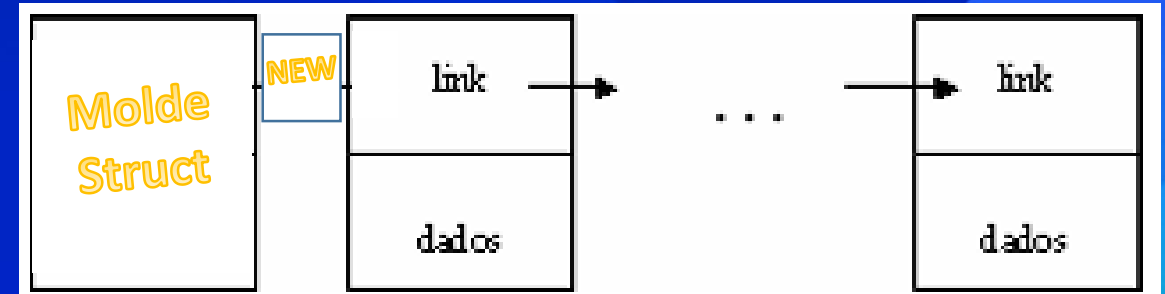 Molde
Struct
NEW
link
dados
. . .
link
dados